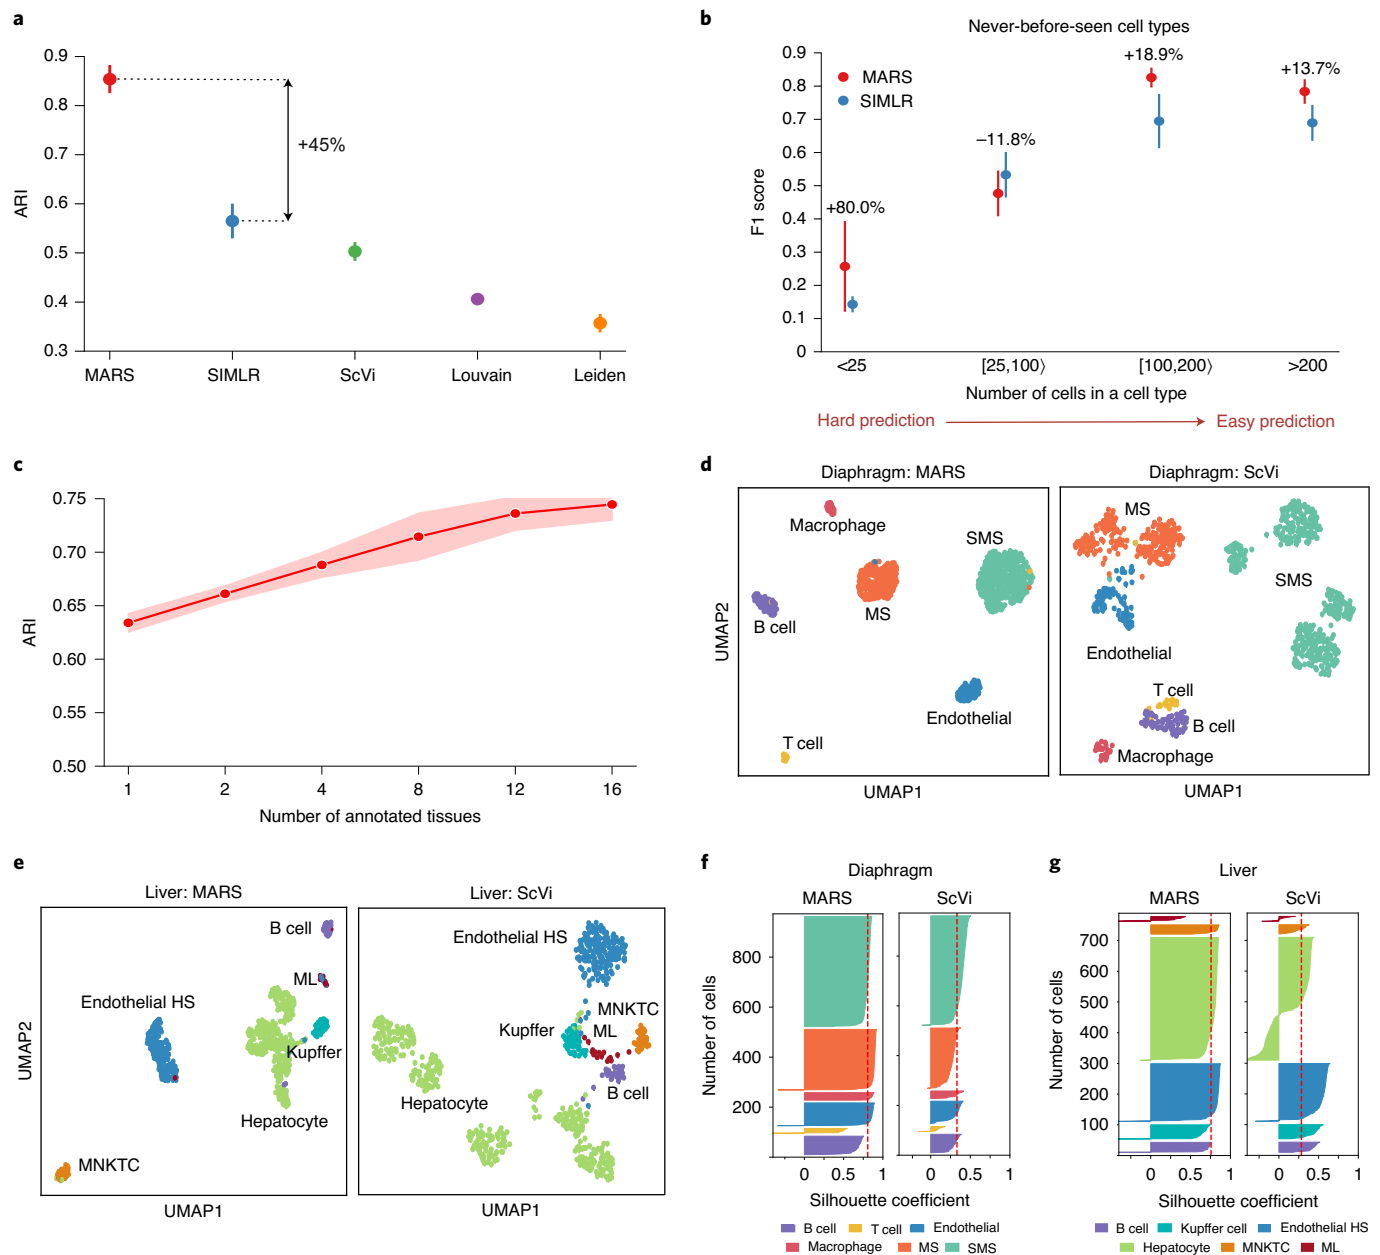 a
ARI
0.9
0.8
0.7
0.6
0.5
0.4
0.3
+45%
MARS
SIMLR
ScVi
Louvain
Leiden
b
Never-before-seen cell types
F1 score
0.9
0.8
0.7
0.6
0.5
0.4
0.3
0.2
0.1
0
MARS
SIMLR
+80.0%
−11.8%
+18.9%
+13.7%
<25
[25,100⟩
[100,200⟩
>200
Number of cells in a cell type
Hard prediction
Easy prediction
c
ARI
0.75
0.70
0.65
0.60
0.55
0.50
1
2
4
8
12
16
Number of annotated tissues
d
Diaphragm: MARS
UMAP2
Macrophage
SMS
MS
B cell
Endothelial
T cell
UMAP1
Diaphragm: ScVi
MS
SMS
Endothelial
T cell
B cell
Macrophage
UMAP1
e
Liver: MARS
UMAP2
B cell
ML
Endothelial HS
Kupffer
Hepatocyte
MNKTC
UMAP1
Liver: ScVi
Endothelial HS
MNKTC
Kupffer
ML
B cell
Hepatocyte
UMAP1
f
Diaphragm
MARS
ScVi
Number of cells
800
600
400
200
0 0.5 1
0 0.5 1
Silhouette coefficient
B cell T cell Endothelial
Macrophage MS SMS
g
Liver
MARS
ScVi
Number of cells
700
600
500
400
300
200
100
0 0.5 1
0 0.5 1
Silhouette coefficient
B cell Kupffer cell Endothelial HS
Hepatocyte MNKTC ML